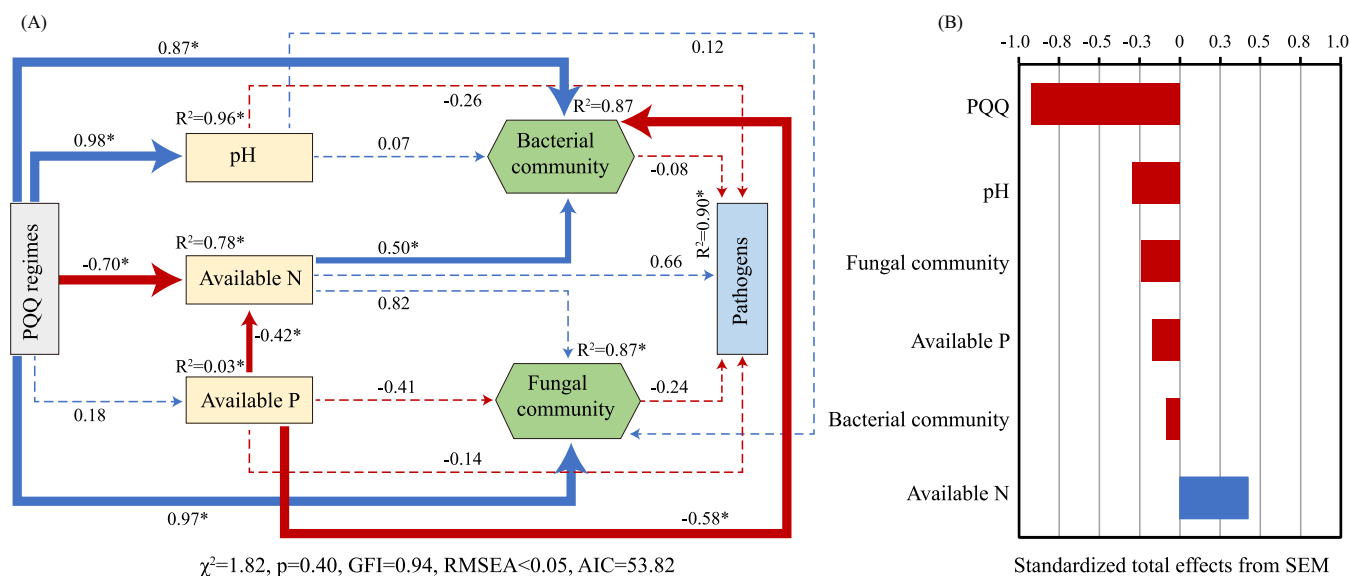 (A)
0.87*
0.12
-0.26
R²=0.96*
R²=0.87
0.98*
pH
0.07
Bacterial
community
-0.08
PQQ regimes
R²=0.78*
-0.70*
Available N
0.50*
0.66
0.82
R²=0.90*
Pathogens
-0.42*
R²=0.03*
R²=0.87*
0.18
Available P
-0.41
Fungal
community
-0.24
-0.14
0.97*
-0.58*
χ²=1.82, p=0.40, GFI=0.94, RMSEA<0.05, AIC=53.82
(B)
-1.0 -0.8 -0.5 -0.3 0 0.3 0.5 0.8 1.0
PQQ
pH
Fungal community
Available P
Bacterial community
Available N
Standardized total effects from SEM